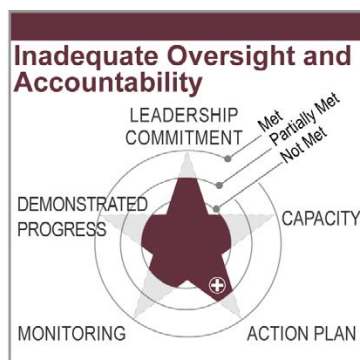 Inadequate Oversight and
Accountability
LEADERSHIP
COMMITMENT
Met
Partially Met
Not Met
DEMONSTRATED
PROGRESS
CAPACITY
MONITORING
ACTION PLAN